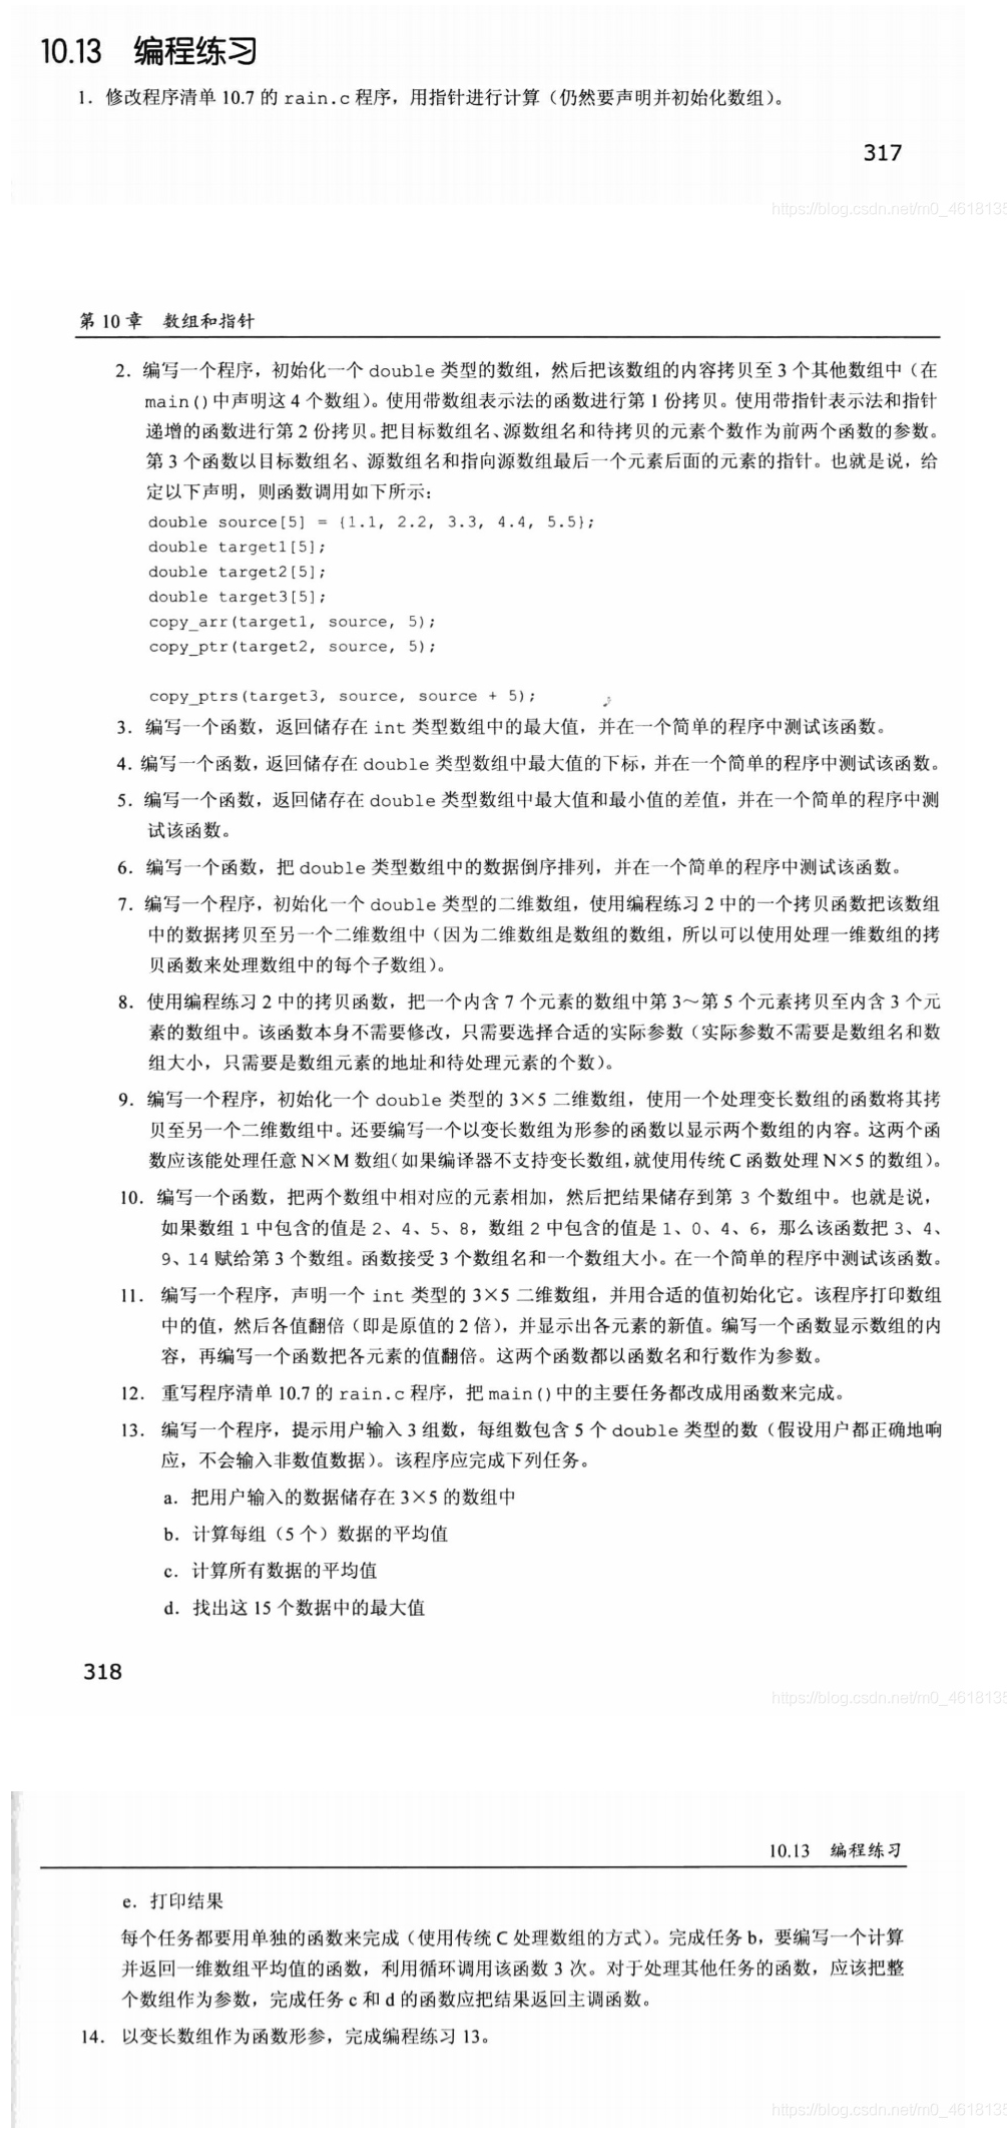 10.13 编程练习
1. 修改程序清单 10.7 的 rain.c 程序，用指针进行计算（仍然要声明并初始化数组）。
317
https://blog.csdn.net/m0_4618135
第 10 章 数组和指针
2. 编写一个程序，初始化一个 double 类型的数组，然后把该数组的内容拷贝至 3 个其他数组中（在
main()中声明这 4 个数组）。使用带数组表示法的函数进行第 1 份拷贝。使用带指针表示法和指针
递增的函数进行第 2 份拷贝。把目标数组名、源数组名和待拷贝的元素个数作为前两个函数的参数。
第 3 个函数以目标数组名、源数组名和指向源数组最后一个元素后面的元素的指针。也就是说，给
定以下声明，则函数调用如下所示：
double source[5] = {1.1, 2.2, 3.3, 4.4, 5.5};
double target1[5];
double target2[5];
double target3[5];
copy_arr(target1, source, 5);
copy_ptr(target2, source, 5);
copy_ptrs(target3, source, source + 5);
3. 编写一个函数，返回储存在 int 类型数组中的最大值，并在一个简单的程序中测试该函数。
4. 编写一个函数，返回储存在 double 类型数组中最大值的下标，并在一个简单的程序中测试该函数。
5. 编写一个函数，返回储存在 double 类型数组中最大值和最小值的差值，并在一个简单的程序中测
试该函数。
6. 编写一个函数，把 double 类型数组中的数据倒序排列，并在一个简单的程序中测试该函数。
7. 编写一个程序，初始化一个 double 类型的二维数组，使用编程练习 2 中的一个拷贝函数把该数组
中的数据拷贝至另一个二维数组中（因为二维数组是数组的数组，所以可以使用处理一维数组的拷
贝函数来处理数组中的每个子数组）。
8. 使用编程练习 2 中的拷贝函数，把一个内含 7 个元素的数组中第 3～第 5 个元素拷贝至内含 3 个元
素的数组中。该函数本身不需要修改，只需要选择合适的实际参数（实际参数不需要是数组名和数
组大小，只需要是数组元素的地址和待处理元素的个数）。
9. 编写一个程序，初始化一个 double 类型的 3×5 二维数组，使用一个处理变长数组的函数将其拷
贝至另一个二维数组中。还要编写一个以变长数组为形参的函数以显示两个数组的内容。这两个函
数应该能处理任意 N×M 数组（如果编译器不支持变长数组，就使用传统 C 函数处理 N×5 的数组）。
10. 编写一个函数，把两个数组中相对应的元素相加，然后把结果储存到第 3 个数组中。也就是说，
如果数组 1 中包含的值是 2、4、5、8，数组 2 中包含的值是 1、0、4、6，那么该函数把 3、4、
9、14 赋给第 3 个数组。函数接受 3 个数组名和一个数组大小。在一个简单的程序中测试该函数。
11. 编写一个程序，声明一个 int 类型的 3×5 二维数组，并用合适的值初始化它。该程序打印数组
中的值，然后各值翻倍（即是原值的 2 倍），并显示出各元素的新值。编写一个函数显示数组的内
容，再编写一个函数把各元素的值翻倍。这两个函数都以函数名和行数作为参数。
12. 重写程序清单 10.7 的 rain.c 程序，把 main()中的主要任务都改成用函数来完成。
13. 编写一个程序，提示用户输入 3 组数，每组数包含 5 个 double 类型的数（假设用户都正确地响
应，不会输入非数值数据）。该程序应完成下列任务。
a. 把用户输入的数据储存在 3×5 的数组中
b. 计算每组（5 个）数据的平均值
c. 计算所有数据的平均值
d. 找出这 15 个数据中的最大值
318
https://blog.csdn.net/m0_4618135
10.13 编程练习
e. 打印结果
每个任务都要用单独的函数来完成（使用传统 C 处理数组的方式）。完成任务 b，要编写一个计算
并返回一维数组平均值的函数，利用循环调用该函数 3 次。对于处理其他任务的函数，应该把整
个数组作为参数，完成任务 c 和 d 的函数应把结果返回主调函数。
14. 以变长数组作为函数形参，完成编程练习 13。
https://blog.csdn.net/m0_4618135